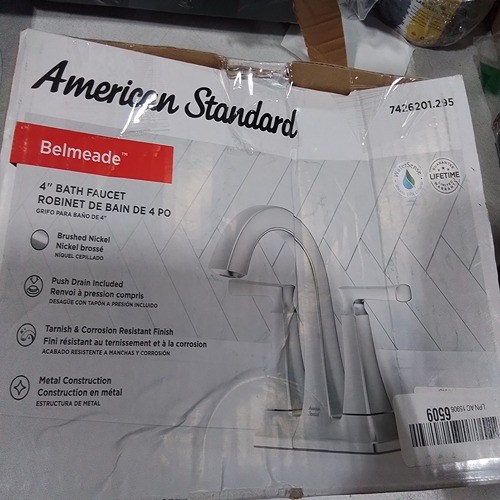 American Standard
7426201.295
Belmeade™
4" BATH FAUCET
ROBINET DE BAIN DE 4 PO
GRIFO PARA BAÑO DE 4"
WaterSense
LIFETIME
Brushed Nickel
Nickel brossé
NÍQUEL CEPILLADO
Push Drain Included
Renvoi à pression compris
DESAGÜE CON TAPÓN A PRESIÓN INCLUIDO
Tarnish & Corrosion Resistant Finish
Fini résistant au ternissement et à la corrosion
ACABADO RESISTENTE A MANCHAS Y CORROSIÓN
Metal Construction
Construction en métal
ESTRUCTURA DE METAL
6509